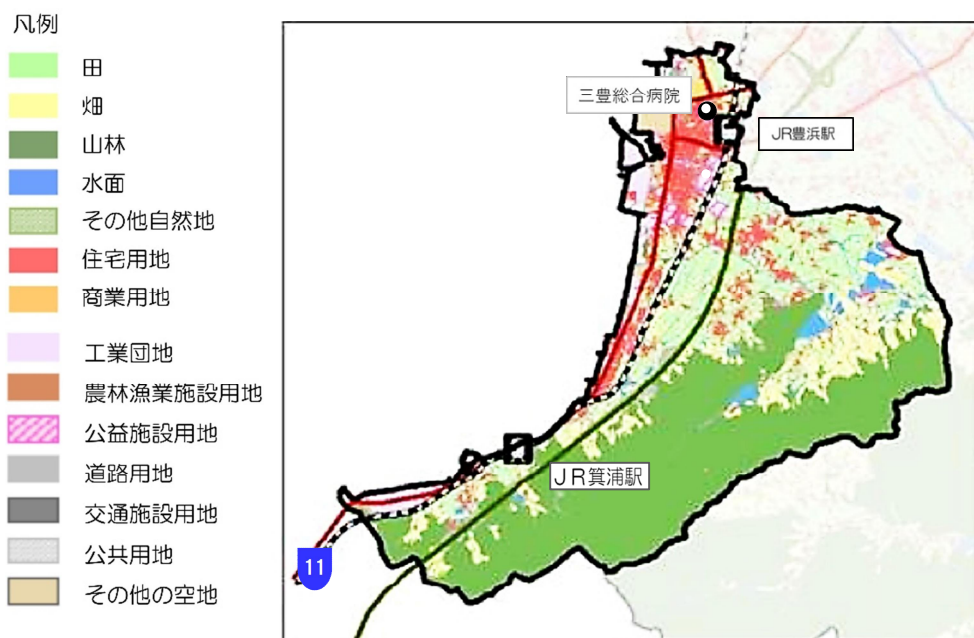 凡例
田
畑
山林
水面
その他自然地
住宅用地
商業用地
工業団地
農林漁業施設用地
公益施設用地
道路用地
交通施設用地
公共用地
その他の空地
三豊総合病院
JR豊浜駅
JR箕浦駅
11